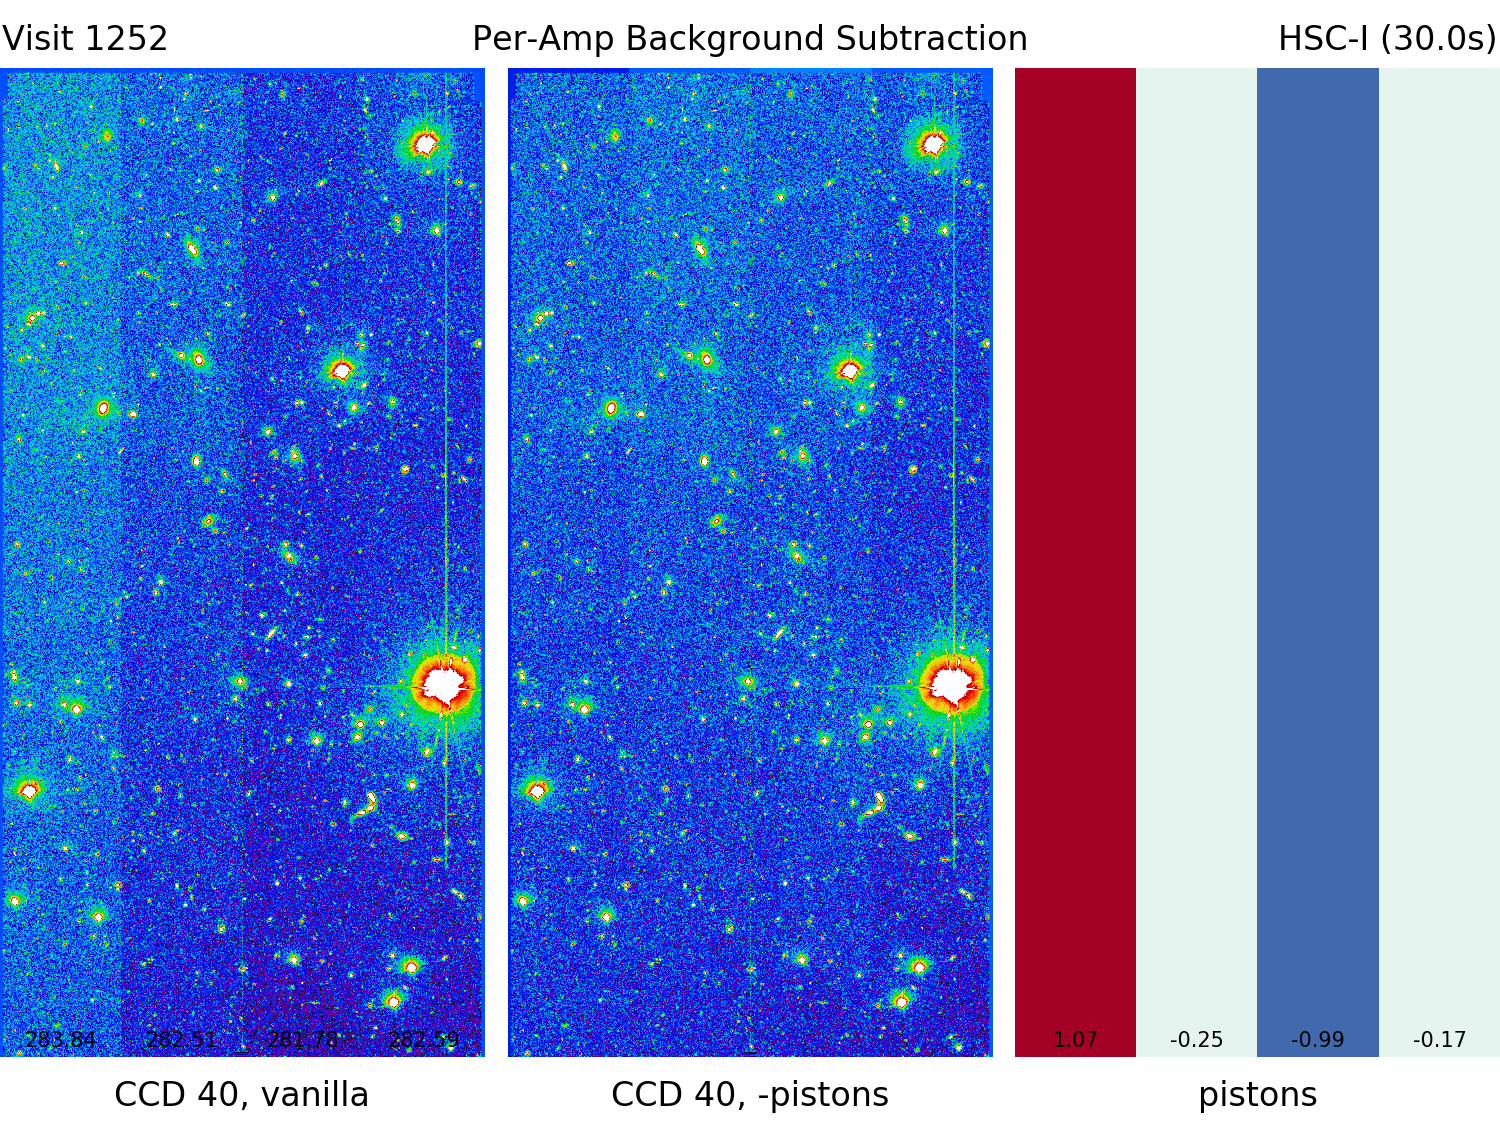 Visit 1252 Per-Amp Background Subtraction HSC-I (30.0s)
283.84 282.51 281.78 282.59 1.07 -0.25 -0.99 -0.17
CCD 40, vanilla CCD 40, -pistons pistons